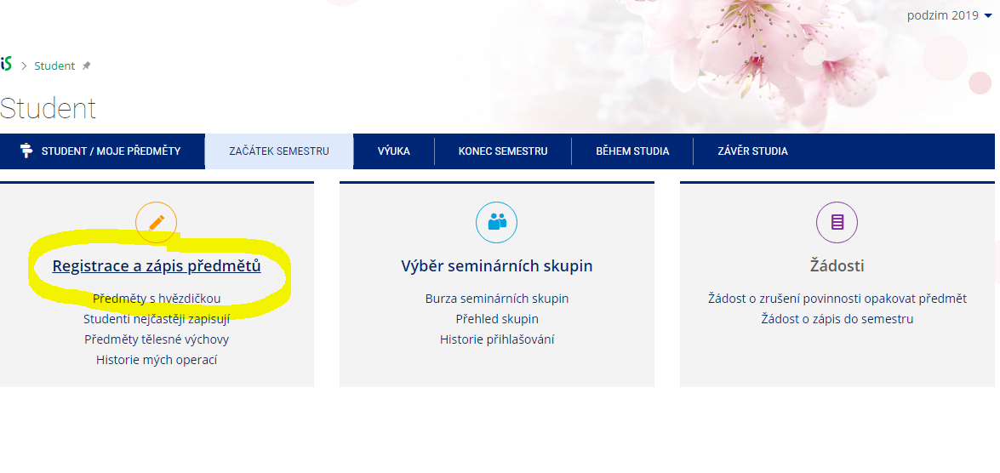 podzim 2019
iS > Student
Student
STUDENT / MOJE PŘEDMĚTY ZAČÁTEK SEMESTRU VÝUKA KONEC SEMESTRU BĚHEM STUDIA ZÁVĚR STUDIA
Registrace a zápis předmětů
Předměty s hvězdičkou
Studenti nejčastěji zapisují
Předměty tělesné výchovy
Historie mých operací
Výběr seminárních skupin
Burza seminárních skupin
Přehled skupin
Historie přihlašování
Žádosti
Žádost o zrušení povinnosti opakovat předmět
Žádost o zápis do semestru